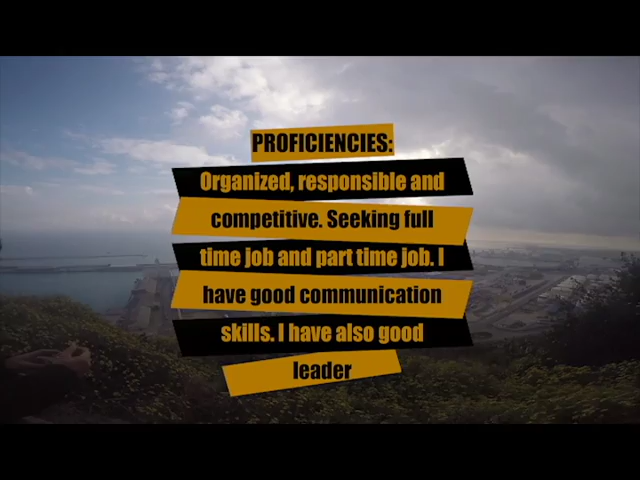 PROFICIENCIES:
Organized, responsible and
competitive. Seeking full
time job and part time job. I
have good communication
skills. I have also good
leader